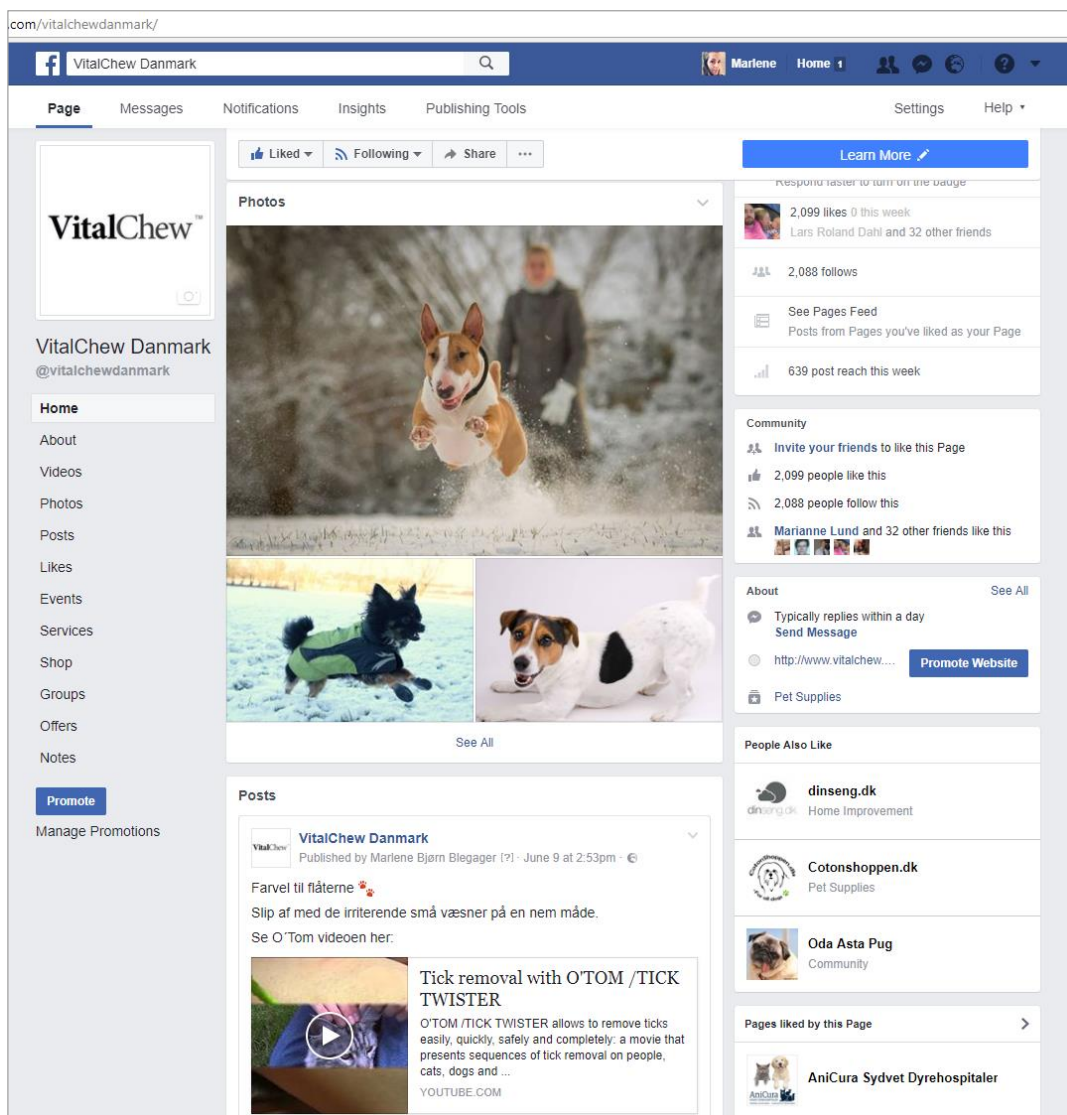 .com/vitalchewdanmark/
VitalChew Danmark
Marlene
Home 1
Page
Messages
Notifications
Insights
Publishing Tools
Settings
Help
Liked
Following
Share
Learn More
VitalChew™
VitalChew Danmark
@vitalchewdanmark
Home
About
Videos
Photos
Posts
Likes
Events
Services
Shop
Groups
Offers
Notes
Promote
Manage Promotions
Photos
See All
Posts
VitalChew
VitalChew Danmark
Published by Marlene Bjørn Blegager [?] · June 9 at 2:53pm ·
Farvel til flåterne
Slip af med de irriterende små væsner på en nem måde.
Se O´Tom videoen her:
Tick removal with O'TOM /TICK
TWISTER
O'TOM /TICK TWISTER allows to remove ticks
easily, quickly, safely and completely: a movie that
presents sequences of tick removal on people,
cats, dogs and ...
YOUTUBE.COM
Respond faster to turn on the badge
2,099 likes 0 this week
Lars Roland Dahl and 32 other friends
2,088 follows
See Pages Feed
Posts from Pages you've liked as your Page
639 post reach this week
Community
Invite your friends to like this Page
2,099 people like this
2,088 people follow this
Marianne Lund and 32 other friends like this
About
See All
Typically replies within a day
Send Message
http://www.vitalchew....
Promote Website
Pet Supplies
People Also Like
dinseng.dk
dinseng.dk
Home Improvement
Cotonshoppen.dk
Cotonshoppen.dk
Pet Supplies
Oda Asta Pug
Community
Pages liked by this Page
AniCura
AniCura Sydvet Dyrehospitaler